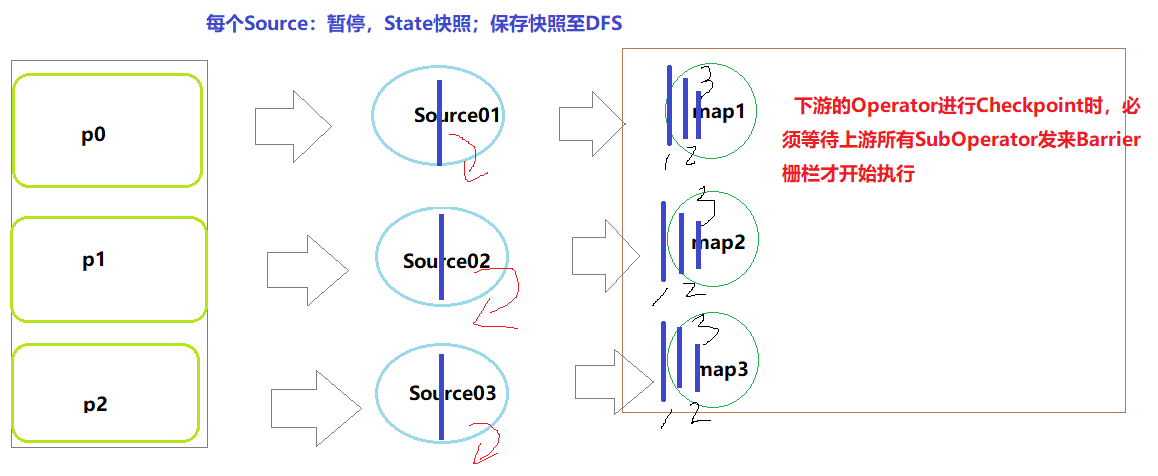 每个Source：暂停，State快照；保存快照至DFS
p0
Source01
map1
3
1 2
下游的Operator进行Checkpoint时，必
须等待上游所有SubOperator发来Barrier
栅栏才开始执行
p1
Source02
map2
3
1 2
p2
Source03
map3
3
1 2